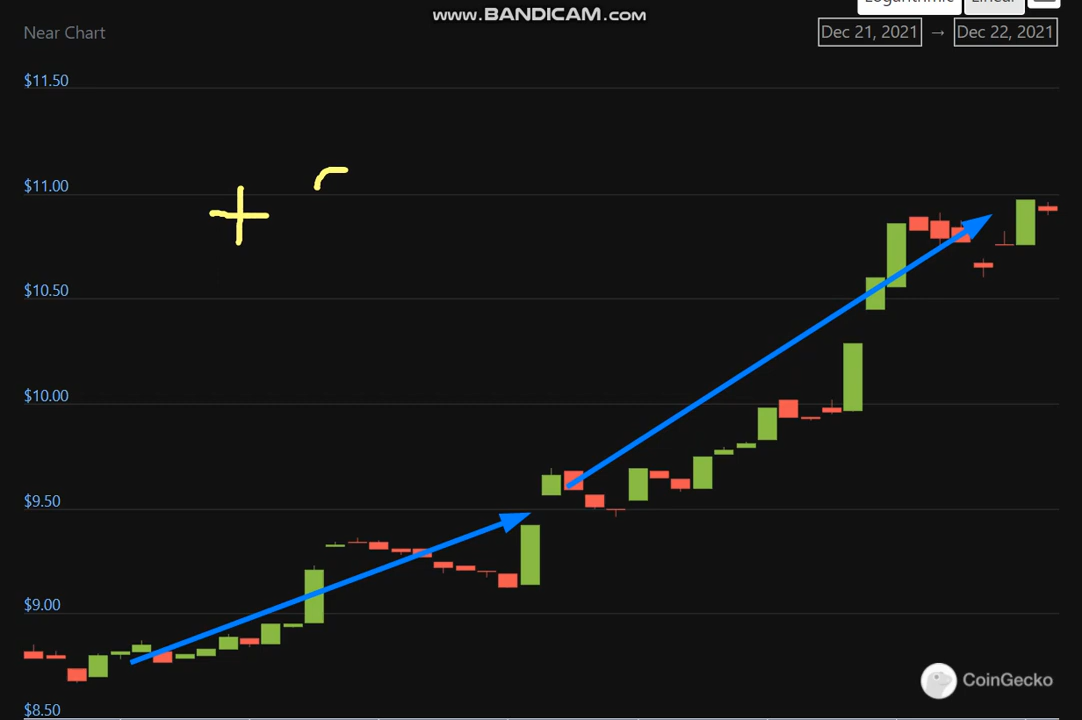 www.BANDICAM.com
Near Chart
Dec 21, 2021 → Dec 22, 2021
$11.50
$11.00
$10.50
$10.00
$9.50
$9.00
$8.50
+
CoinGecko